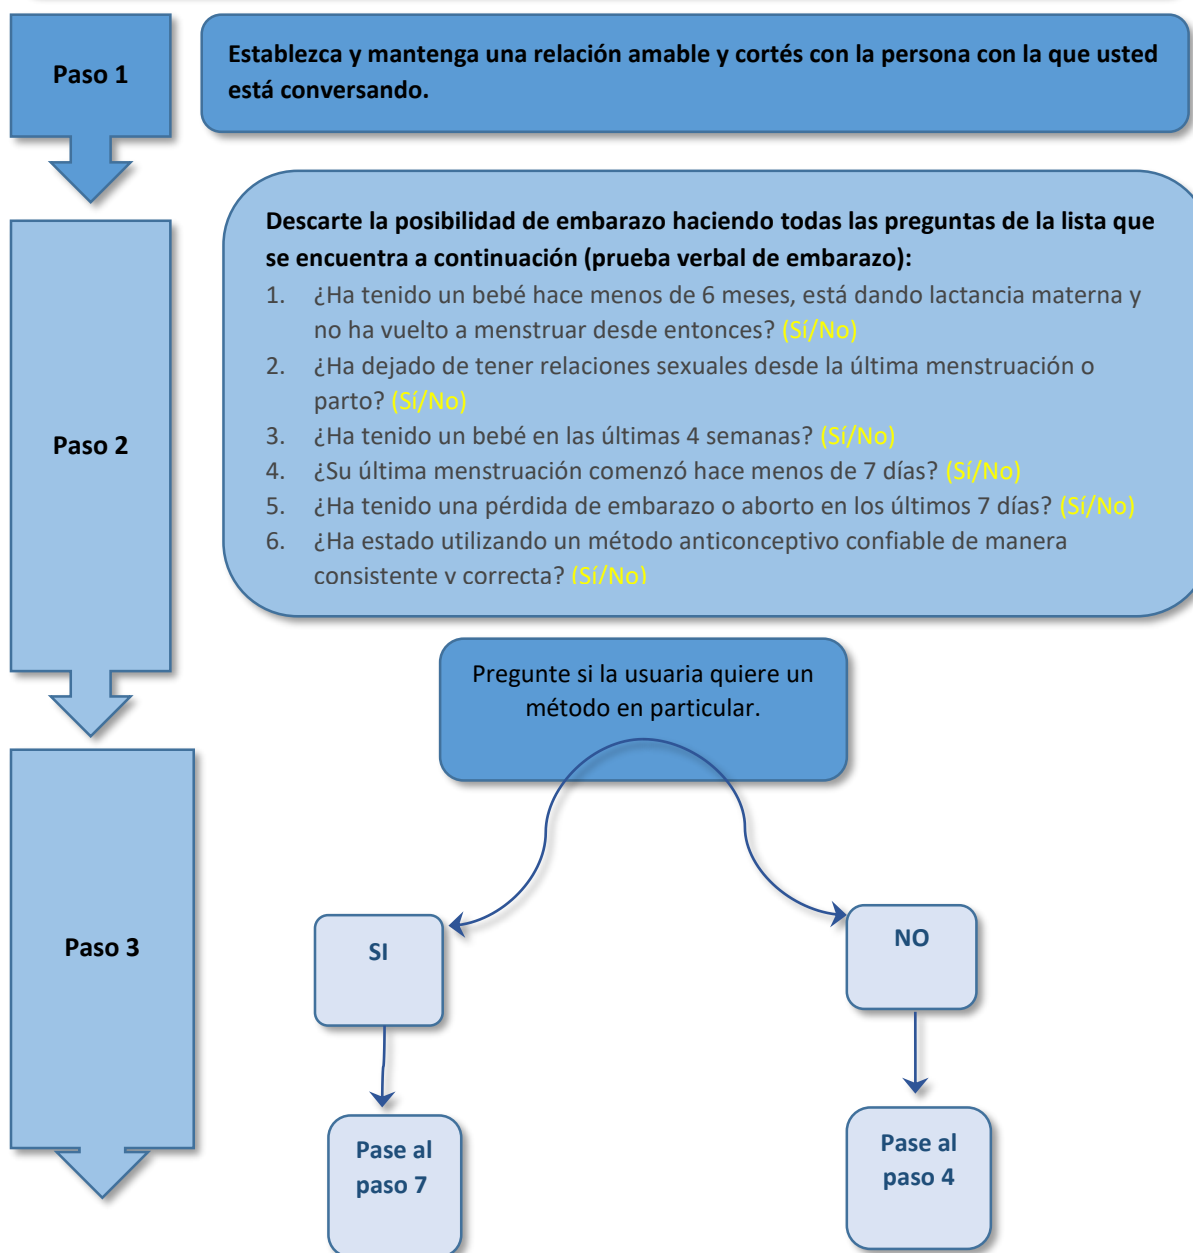 Paso 1
Establezca y mantenga una relación amable y cortés con la persona con la que usted
está conversando.
Descarte la posibilidad de embarazo haciendo todas las preguntas de la lista que
se encuentra a continuación (prueba verbal de embarazo):
1. ¿Ha tenido un bebé hace menos de 6 meses, está dando lactancia materna y
no ha vuelto a menstruar desde entonces? (Sí/No)
2. ¿Ha dejado de tener relaciones sexuales desde la última menstruación o
parto? (Sí/No)
3. ¿Ha tenido un bebé en las últimas 4 semanas? (Sí/No)
4. ¿Su última menstruación comenzó hace menos de 7 días? (Sí/No)
5. ¿Ha tenido una pérdida de embarazo o aborto en los últimos 7 días? (Sí/No)
6. ¿Ha estado utilizando un método anticonceptivo confiable de manera
consistente y correcta? (Sí/No)
Paso 2
Pregunte si la usuaria quiere un
método en particular.
Paso 3
SI
NO
Pase al
paso 7
Pase al
paso 4